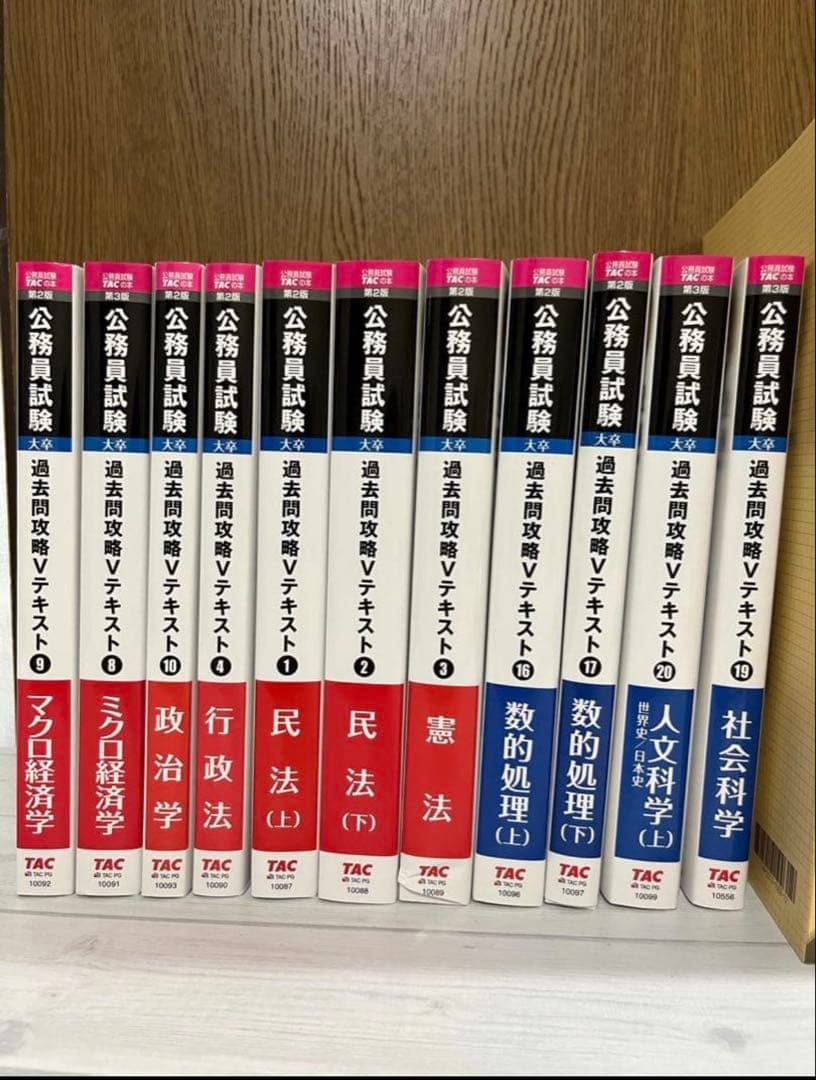 公務員試験
TACの本
第2版
公務員試験
大卒
過去問攻略Vテキスト9
マクロ経済学
TAC
TAC PG
10092
公務員試験
TACの本
第3版
公務員試験
大卒
過去問攻略Vテキスト8
ミクロ経済学
TAC
TAC PG
10091
公務員試験
TACの本
第2版
公務員試験
大卒
過去問攻略Vテキスト10
政治学
TAC
TAC PG
10093
公務員試験
TACの本
第2版
公務員試験
大卒
過去問攻略Vテキスト4
行政法
TAC
TAC PG
10090
公務員試験
TACの本
第2版
公務員試験
大卒
過去問攻略Vテキスト1
民法(上)
TAC
TAC PG
10087
公務員試験
TACの本
第2版
公務員試験
大卒
過去問攻略Vテキスト2
民法(下)
TAC
TAC PG
10088
公務員試験
TACの本
第2版
公務員試験
大卒
過去問攻略Vテキスト3
憲法
TAC
TAC PG
10089
公務員試験
TACの本
第2版
公務員試験
大卒
過去問攻略Vテキスト16
数的処理(上)
TAC
TAC PG
10096
公務員試験
TACの本
第2版
公務員試験
大卒
過去問攻略Vテキスト17
数的処理(下)
TAC
TAC PG
10097
公務員試験
TACの本
第3版
公務員試験
大卒
過去問攻略Vテキスト20
人文科学(上)
世界史/日本史
TAC
TAC PG
10099
公務員試験
TACの本
第3版
公務員試験
大卒
過去問攻略Vテキスト19
社会科学
TAC
TAC PG
10556